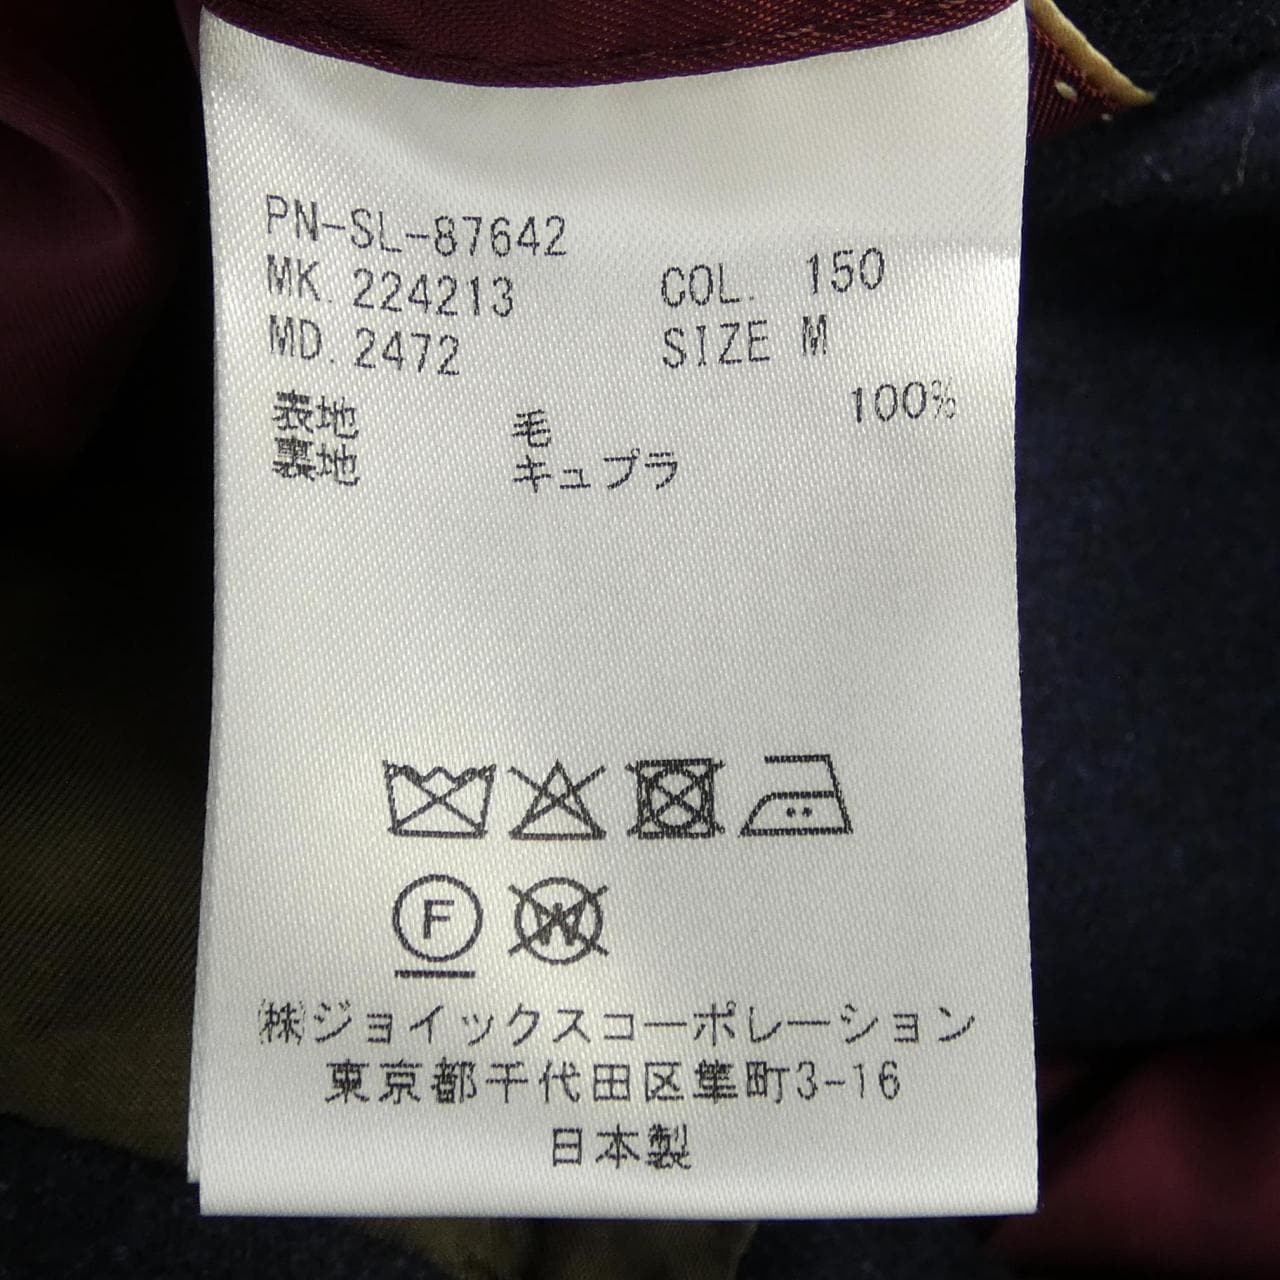 PN-SL-87642
MK. 224213 COL. 150
MD. 2472 SIZE M
表地 毛 100%
裏地 キュプラ
F W
㈱ジョイックスコーポレーション
東京都千代田区隼町3-16
日本製